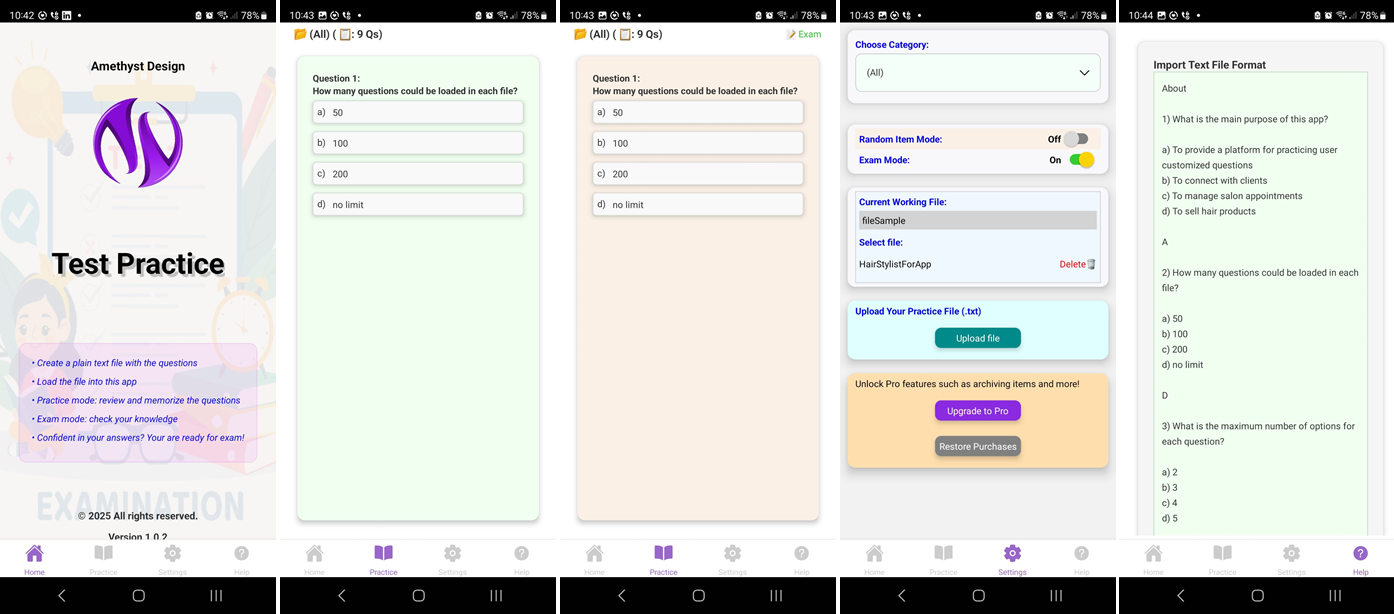 10:42
78%
Amethyst Design
Test Practice
• Create a plain text file with the questions
• Load the file into this app
• Practice mode: review and memorize the questions
• Exam mode: check your knowledge
• Confident in your answers? Your are ready for exam!
EXAMINATION
© 2025 All rights reserved.
Version 1.0.2
Home Practice Settings Help
10:43
78%
(All) ( : 9 Qs)
Question 1:
How many questions could be loaded in each file?
a) 50
b) 100
c) 200
d) no limit
Home Practice Settings Help
10:43
78%
(All) ( : 9 Qs) Exam
Question 1:
How many questions could be loaded in each file?
a) 50
b) 100
c) 200
d) no limit
Home Practice Settings Help
10:43
78%
Choose Category:
(All)
Random Item Mode: Off
Exam Mode: On
Current Working File:
fileSample
Select file:
HairStylistForApp Delete
Upload Your Practice File (.txt)
Upload file
Unlock Pro features such as archiving items and more!
Upgrade to Pro
Restore Purchases
Home Practice Settings Help
10:44
78%
Import Text File Format
About
1) What is the main purpose of this app?
a) To provide a platform for practicing user
customized questions
b) To connect with clients
c) To manage salon appointments
d) To sell hair products
A
2) How many questions could be loaded in each
file?
a) 50
b) 100
c) 200
d) no limit
D
3) What is the maximum number of options for
each question?
a) 2
b) 3
c) 4
d) 5
Home Practice Settings Help